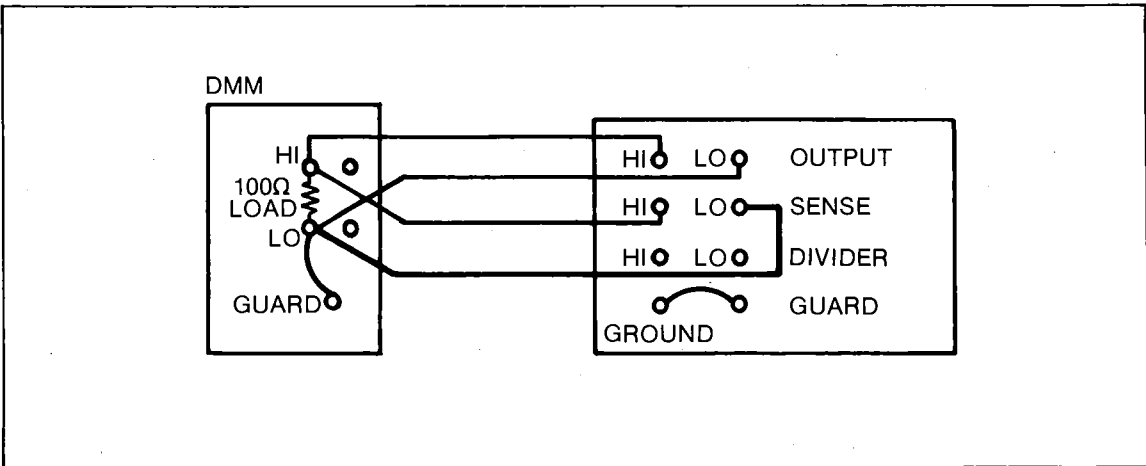 DMM
HI
100Ω
LOAD
LO
GUARD
HI LO OUTPUT
HI LO SENSE
HI LO DIVIDER
GUARD
GROUND